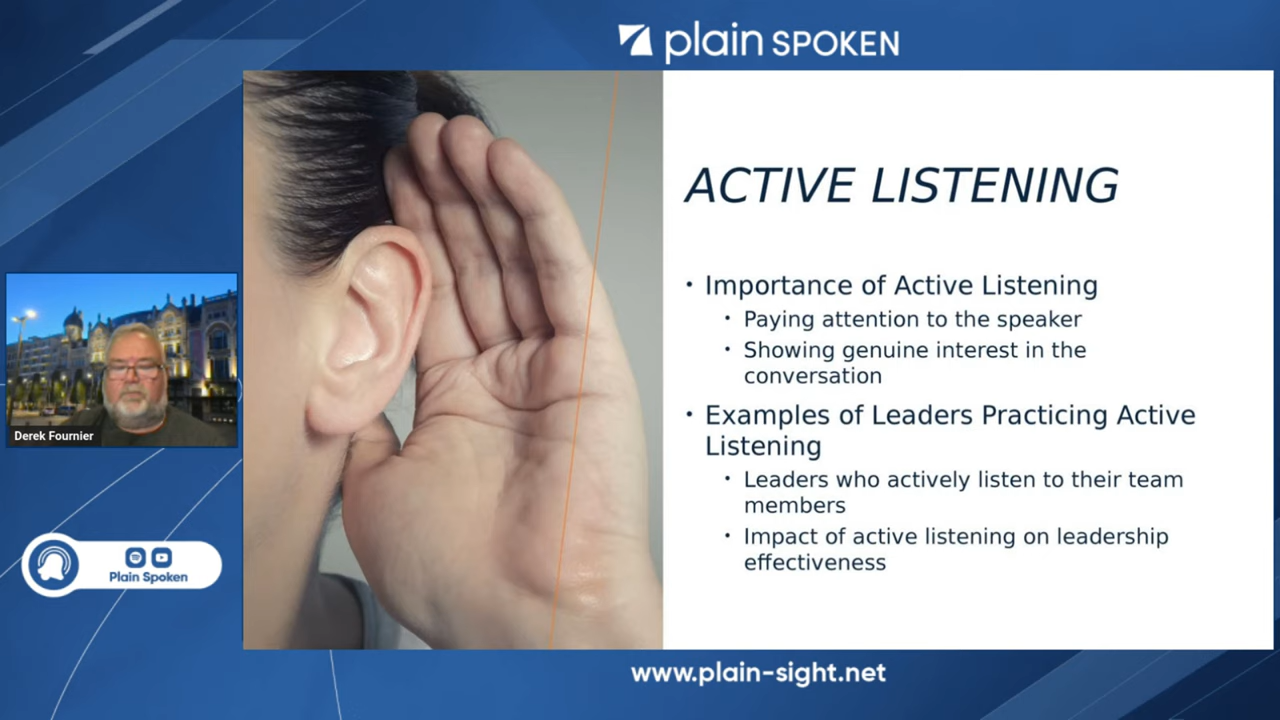 plain SPOKEN
ACTIVE LISTENING
• Importance of Active Listening
• Paying attention to the speaker
• Showing genuine interest in the
conversation
• Examples of Leaders Practicing Active
Listening
• Leaders who actively listen to their team
members
• Impact of active listening on leadership
effectiveness
Derek Fournier
Plain Spoken
www.plain-sight.net